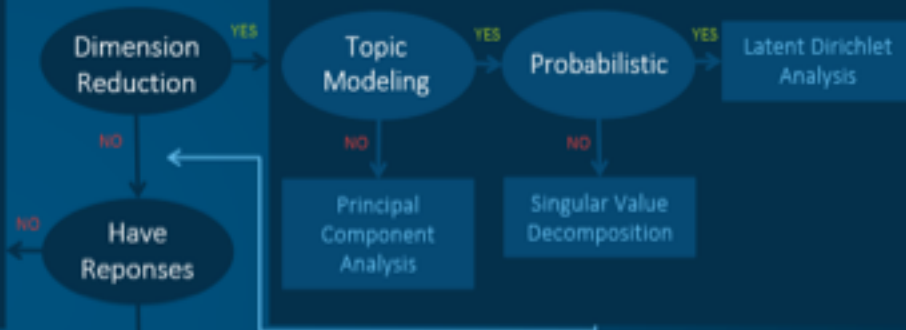 Dimension
Reduction
YES
Topic
Modeling
YES
Probabilistic
YES
Latent Dirichlet
Analysis
NO
NO
NO
Principal
Component
Analysis
Singular Value
Decomposition
NO
Have
Reponses